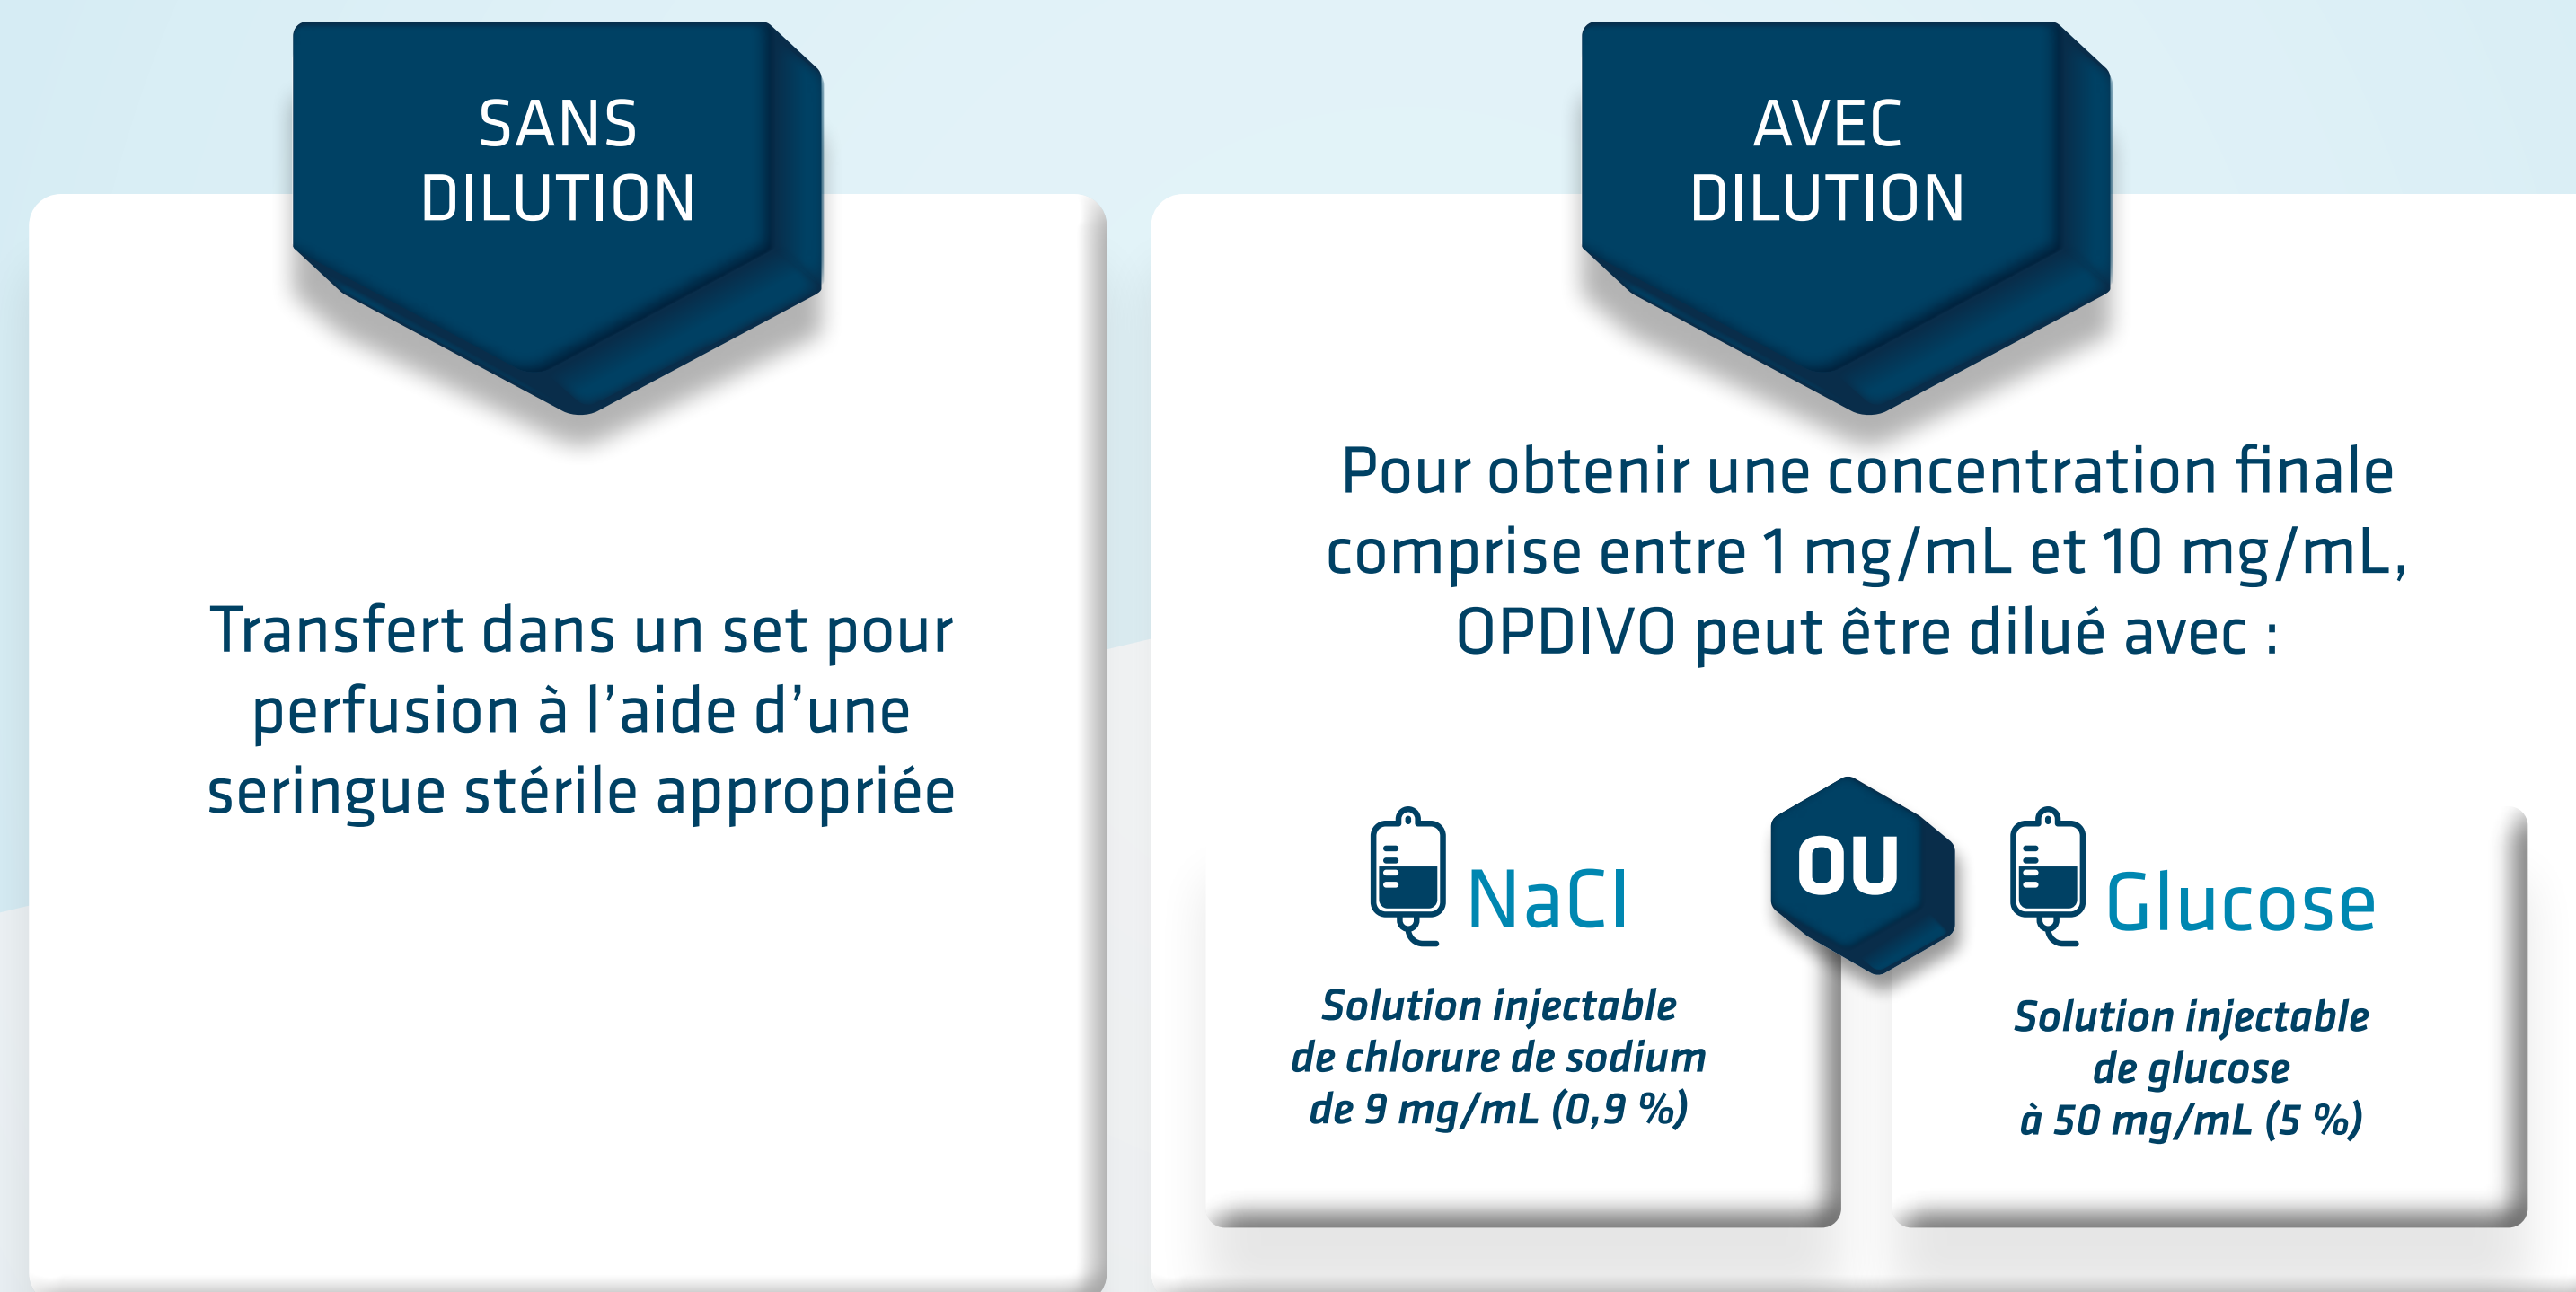 SANS
DILUTION
Transfert dans un set pour
perfusion à l’aide d’une
seringue stérile appropriée
AVEC
DILUTION
Pour obtenir une concentration finale
comprise entre 1 mg/mL et 10 mg/mL,
OPDIVO peut être dilué avec :
NaCl
Solution injectable
de chlorure de sodium
de 9 mg/mL (0,9 %)
OU
Glucose
Solution injectable
de glucose
à 50 mg/mL (5 %)